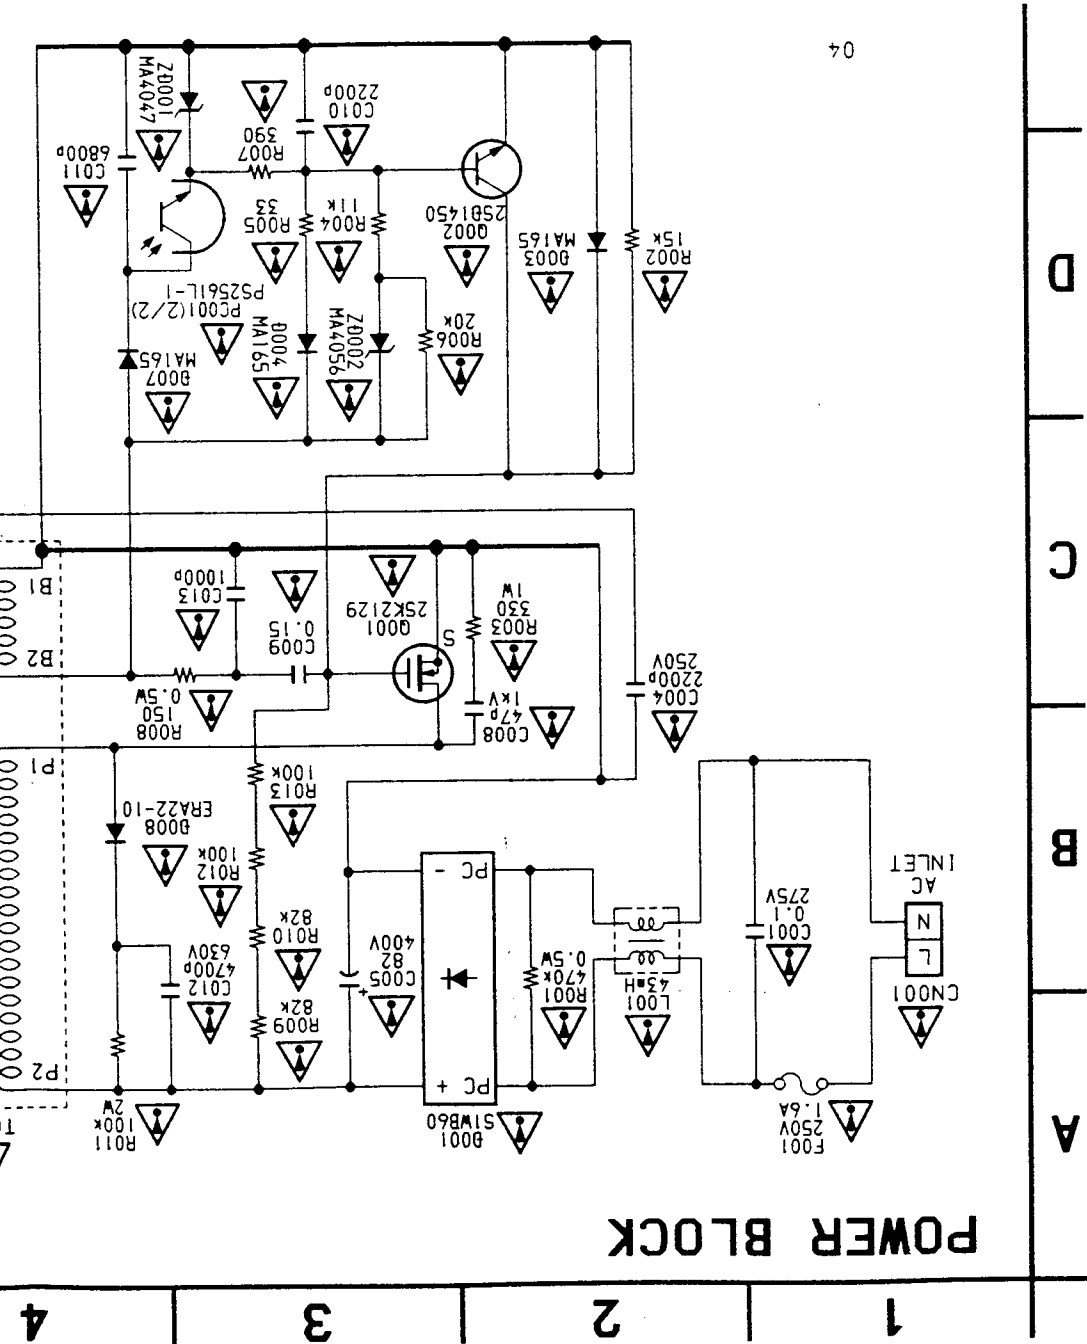 1
2
3
4
POWER BLOCK
A
F001
250V
1.6A
D001
S1WB60
R011
100k
2W
CN001
L
N
AC
INLET
C001
0.1
275V
L001
43mH
R001
470k
0.5W
PC
+
PC
-
C005
82
400V
+
R009
82k
R010
82k
R012
100k
R013
100k
C012
4700p
630V
P2
B
D008
ERA22-10
P1
C004
2200p
250V
C008
47p
1kV
R003
330
1W
S
Q001
2SK2129
C009
0.15
R008
150
0.5W
C013
1000p
B2
B1
C
D
R002
15k
D003
MA165
Q002
2SD1450
R006
20k
ZD002
MA4056
D004
MA165
D007
MA165
PC001(2/2)
PS2561L-1
R004
11k
R005
33
R007
390
C010
2200p
C011
6800p
ZD001
MA4047
04